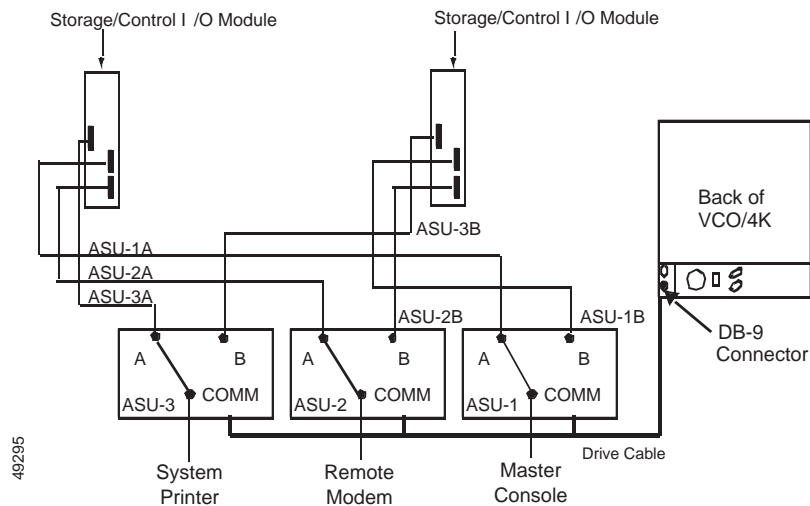 Storage/Control I /O Module
Storage/Control I /O Module
Back of
VCO/4K
ASU-3B
ASU-1A
ASU-2A
ASU-3A
ASU-2B
ASU-1B
DB-9
Connector
A
B
A
B
A
B
ASU-3
COMM
ASU-2
COMM
ASU-1
COMM
Drive Cable
System
Printer
Remote
Modem
Master
Console
49295